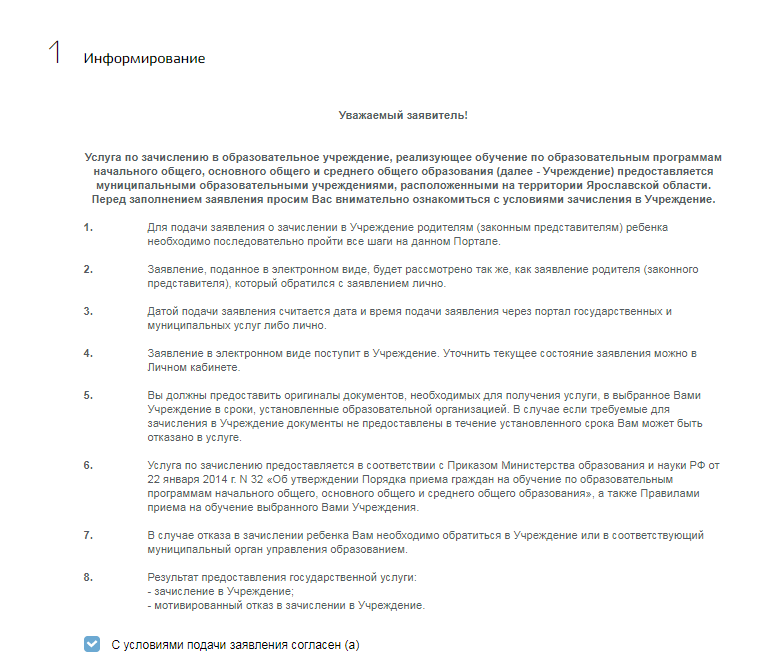 1 Информирование
Уважаемый заявитель!
Услуга по зачислению в образовательное учреждение, реализующее обучение по образовательным программам
начального общего, основного общего и среднего общего образования (далее - Учреждение) предоставляется
муниципальными образовательными учреждениями, расположенными на территории Ярославской области.
Перед заполнением заявления просим Вас внимательно ознакомиться с условиями зачисления в Учреждение.
1. Для подачи заявления о зачислении в Учреждение родителям (законным представителям) ребенка
необходимо последовательно пройти все шаги на данном Портале.
2. Заявление, поданное в электронном виде, будет рассмотрено так же, как заявление родителя (законного
представителя), который обратился с заявлением лично.
3. Датой подачи заявления считается дата и время подачи заявления через портал государственных и
муниципальных услуг либо лично.
4. Заявление в электронном виде поступит в Учреждение. Уточнить текущее состояние заявления можно в
Личном кабинете.
5. Вы должны предоставить оригиналы документов, необходимых для получения услуги, в выбранное Вами
Учреждение в сроки, установленные образовательной организацией. В случае если требуемые для
зачисления в Учреждение документы не предоставлены в течение установленного срока Вам может быть
отказано в услуге.
6. Услуга по зачислению предоставляется в соответствии с Приказом Министерства образования и науки РФ от
22 января 2014 г. N 32 «Об утверждении Порядка приема граждан на обучение по образовательным
программам начального общего, основного общего и среднего общего образования», а также Правилами
приема на обучение выбранного Вами Учреждения.
7. В случае отказа в зачислении ребенка Вам необходимо обратиться в Учреждение или в соответствующий
муниципальный орган управления образованием.
8. Результат предоставления государственной услуги:
- зачисление в Учреждение;
- мотивированный отказ в зачислении в Учреждение.
С условиями подачи заявления согласен (а)